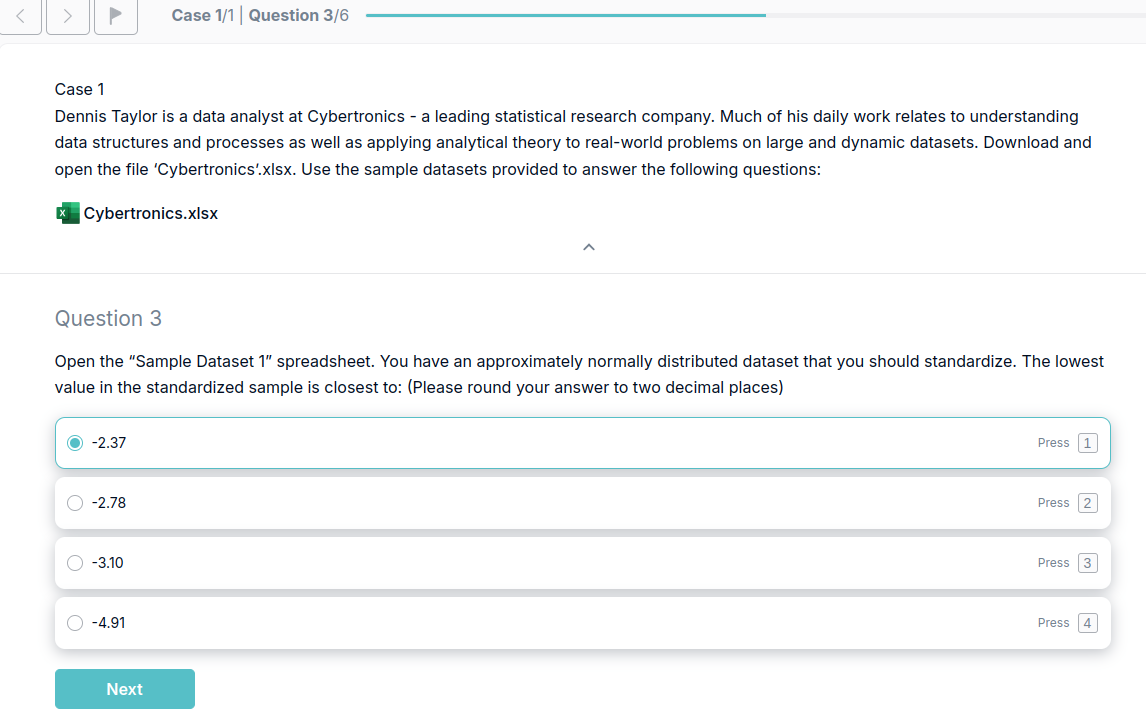 Case 1/1 | Question 3/6
Case 1
Dennis Taylor is a data analyst at Cybertronics - a leading statistical research company. Much of his daily work relates to understanding
data structures and processes as well as applying analytical theory to real-world problems on large and dynamic datasets. Download and
open the file ‘Cybertronics’.xlsx. Use the sample datasets provided to answer the following questions:
Cybertronics.xlsx
Question 3
Open the “Sample Dataset 1” spreadsheet. You have an approximately normally distributed dataset that you should standardize. The lowest
value in the standardized sample is closest to: (Please round your answer to two decimal places)
-2.37 Press 1
-2.78 Press 2
-3.10 Press 3
-4.91 Press 4
Next